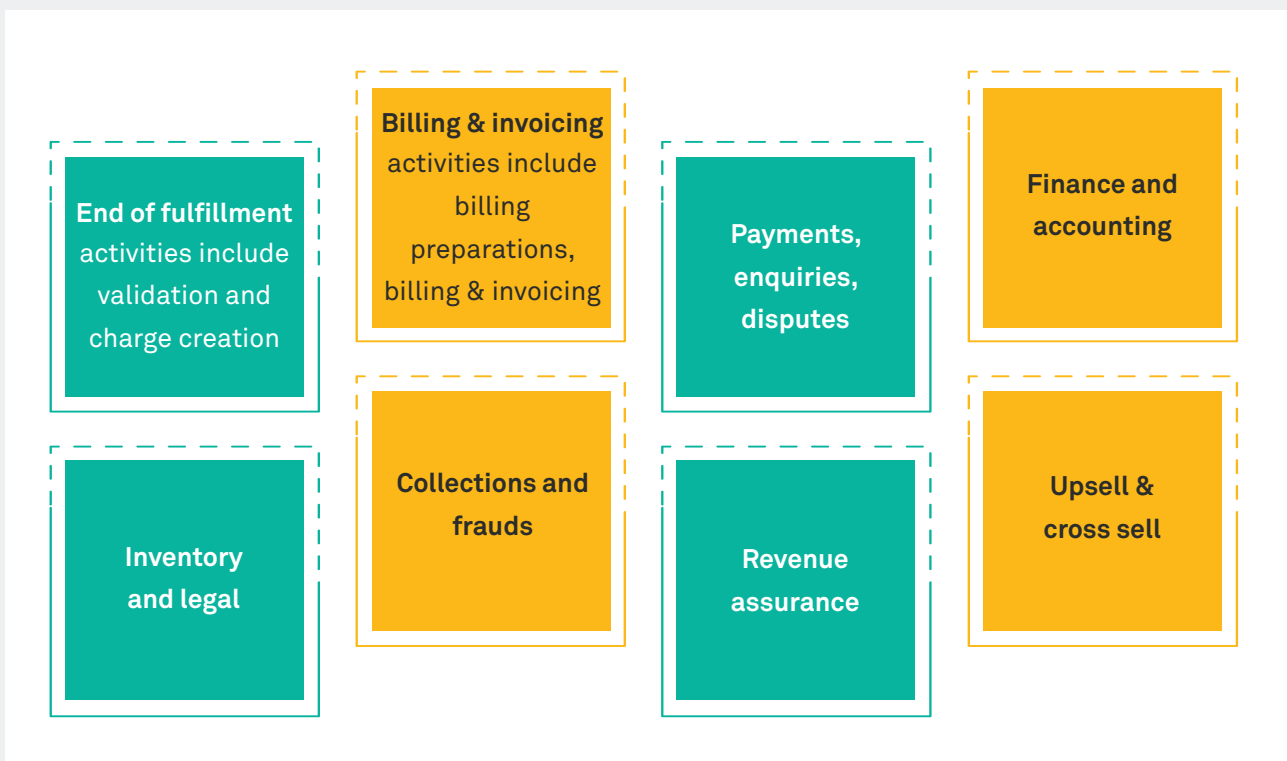 End of fulfillment
activities include
validation and
charge creation
Billing & invoicing
activities include
billing
preparations,
billing & invoicing
Payments,
enquiries,
disputes
Finance and
accounting
Inventory
and legal
Collections and
frauds
Revenue
assurance
Upsell &
cross sell